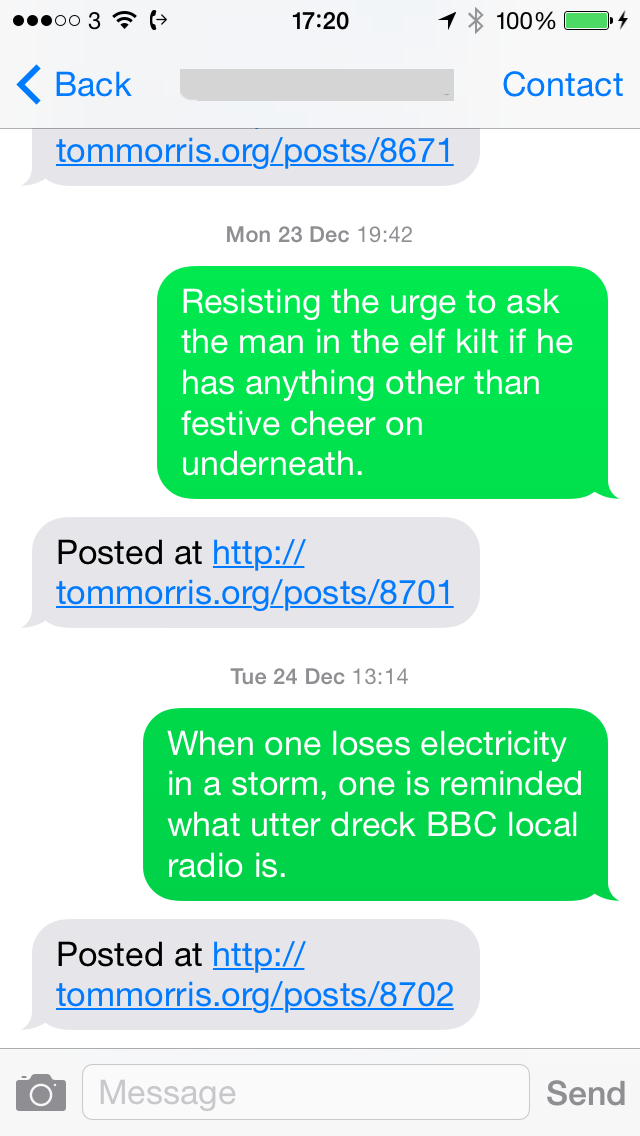 3 17:20 100%
Back Contact
tommorris.org/posts/8671
Mon 23 Dec 19:42
Resisting the urge to ask
the man in the elf kilt if he
has anything other than
festive cheer on
underneath.
Posted at http://
tommorris.org/posts/8701
Tue 24 Dec 13:14
When one loses electricity
in a storm, one is reminded
what utter dreck BBC local
radio is.
Posted at http://
tommorris.org/posts/8702
Message Send